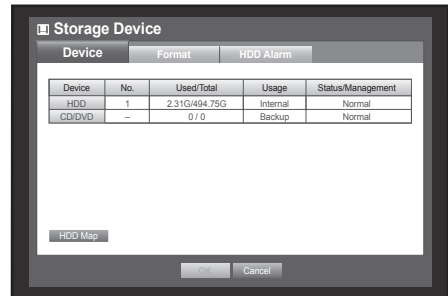 Storage Device
Device Format HDD Alarm
Device No. Used/Total Usage Status/Management
HDD 1 2.31G/494.75G Internal Normal
CD/DVD – 0 / 0 Backup Normal
HDD Map
OK Cancel